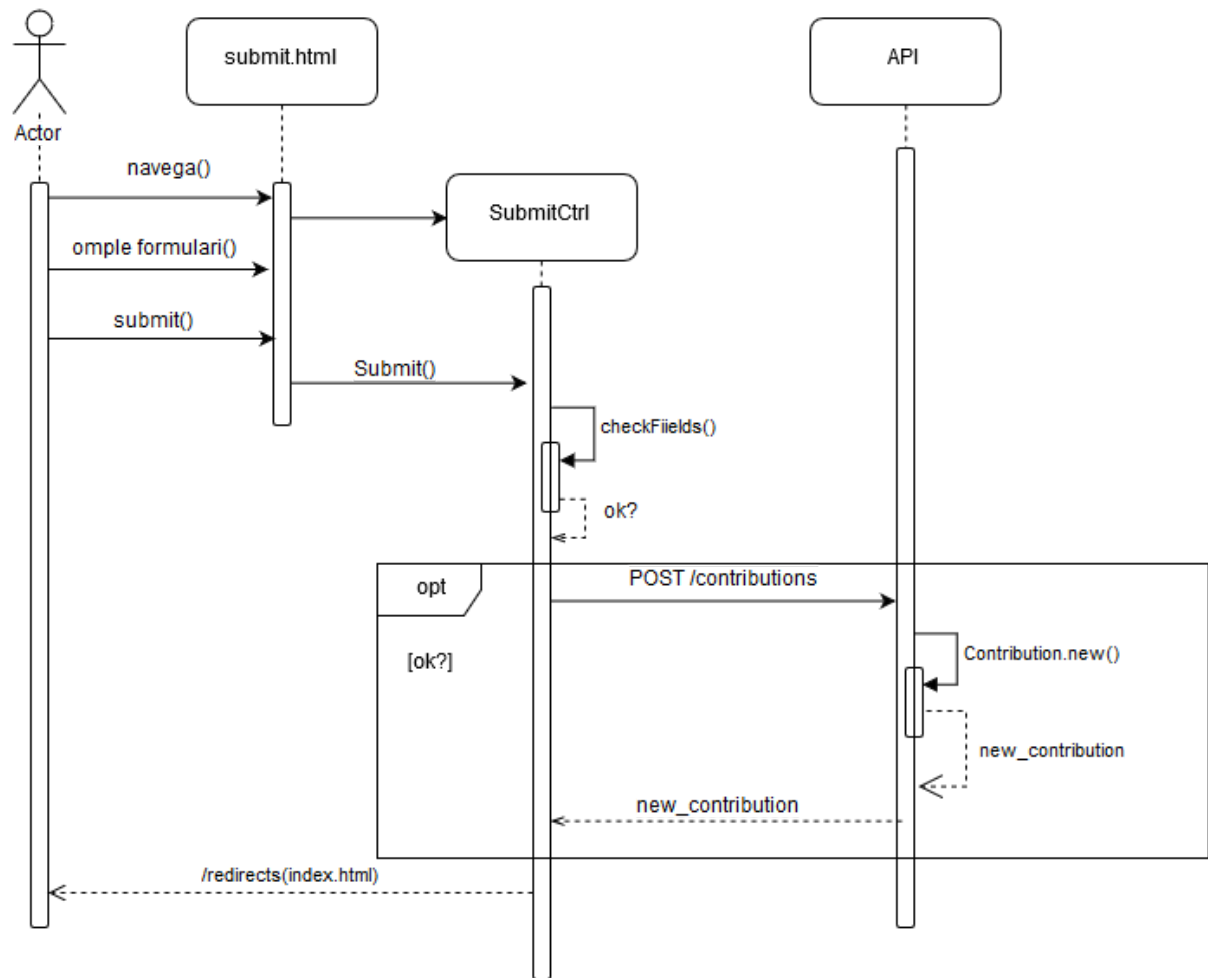 submit.html
API
Actor
navega()
SubmitCtrl
omple formulari()
submit()
Submit()
checkFiields()
ok?
opt
POST /contributions
[ok?]
Contribution.new()
new_contribution
new_contribution
/redirects(index.html)